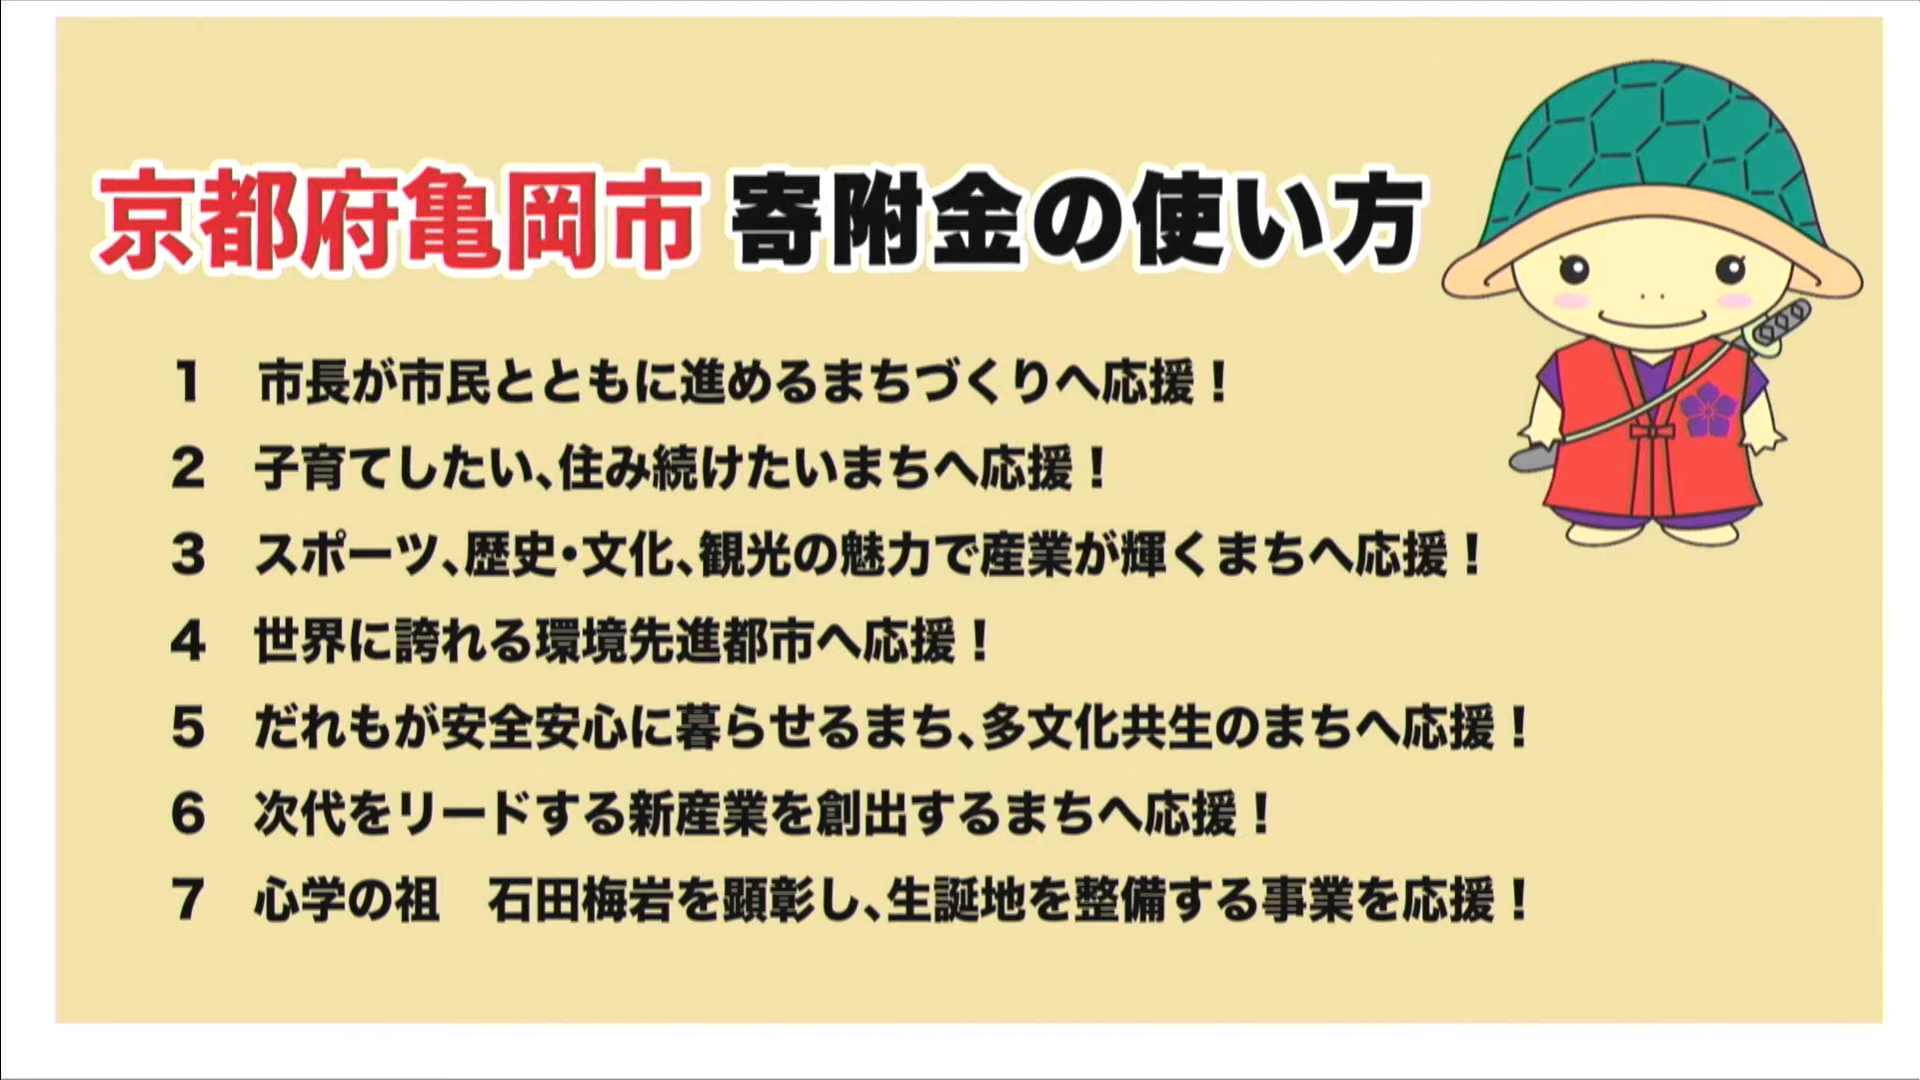 京都府亀岡市 寄附金の使い方
1 市長が市民とともに進めるまちづくりへ応援!
2 子育てしたい、住み続けたいまちへ応援!
3 スポーツ、歴史・文化、観光の魅力で産業が輝くまちへ応援!
4 世界に誇れる環境先進都市へ応援!
5 だれもが安全安心に暮らせるまち、多文化共生のまちへ応援!
6 次代をリードする新産業を創出するまちへ応援!
7 心学の祖 石田梅岩を顕彰し、生誕地を整備する事業を応援!